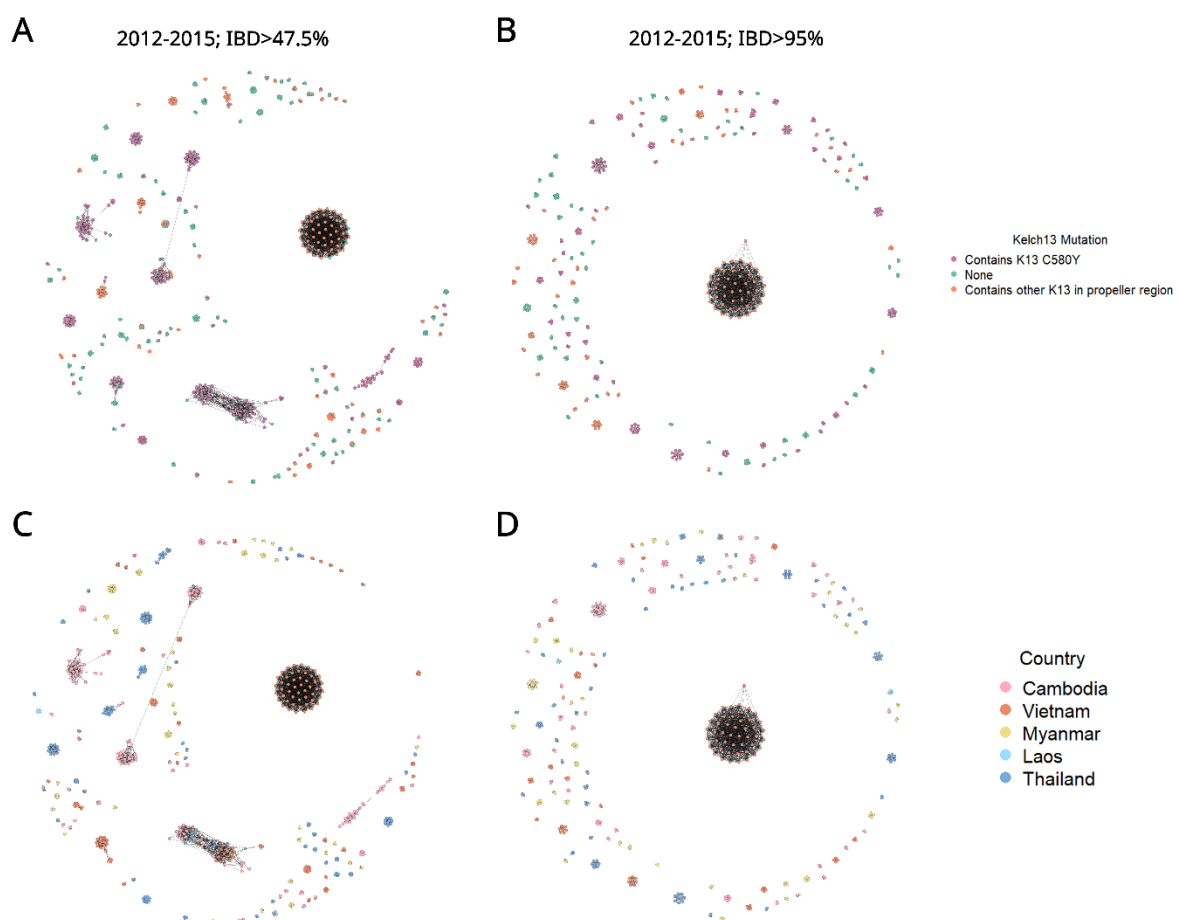 A
2012-2015; IBD>47.5%
B
2012-2015; IBD>95%
Kelch13 Mutation
Contains K13 C580Y
None
Contains other K13 in propeller region
C
D
Country
Cambodia
Vietnam
Myanmar
Laos
Thailand